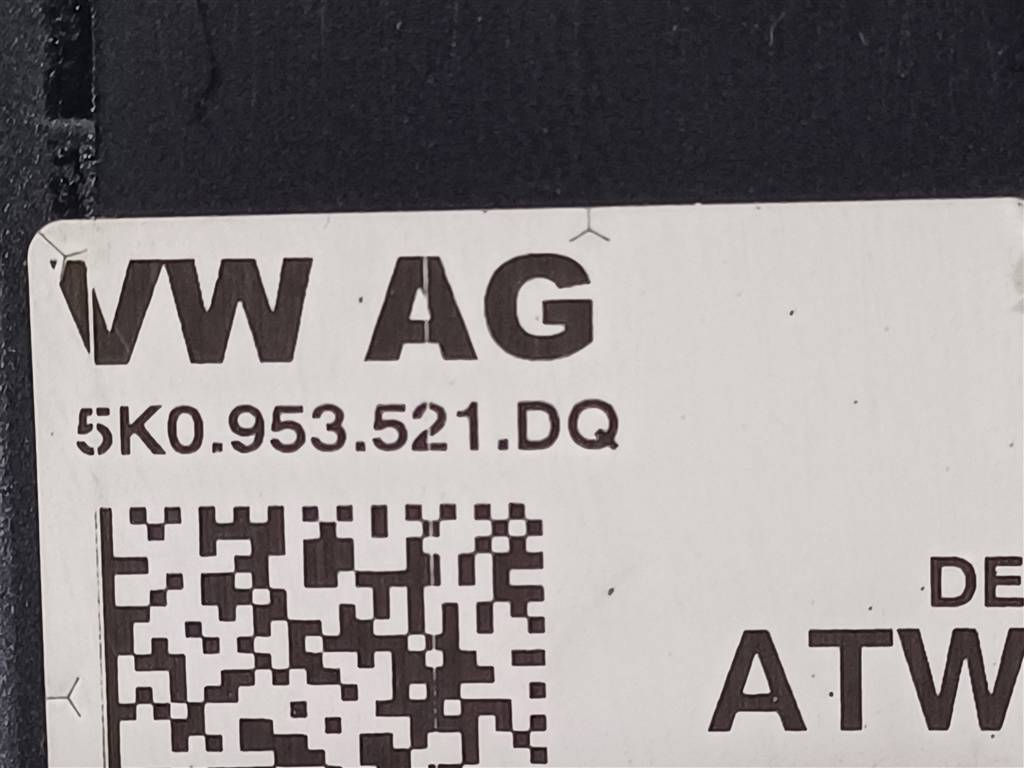 VW AG
5K0.953.521.DQ
DE
ATW